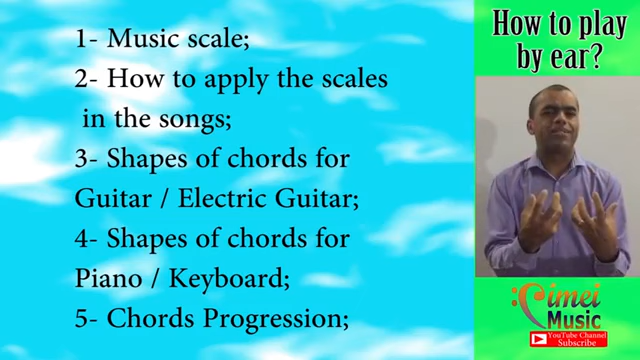 1- Music scale;
2- How to apply the scales
in the songs;
3- Shapes of chords for
Guitar / Electric Guitar;
4- Shapes of chords for
Piano / Keyboard;
5- Chords Progression;
How to play
by ear?
Cimei
Music
YouTube Channel
Subscribe